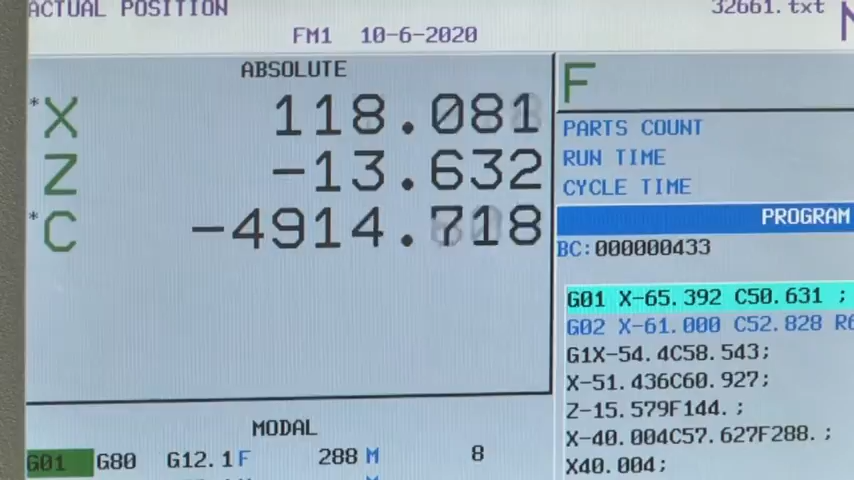 ACTUAL POSITION
32661.txt
FM1 10-6-2020
ABSOLUTE
*X 118.081
Z -13.632
*C -4914.718
F
PARTS COUNT
RUN TIME
CYCLE TIME
PROGRAM
BC:000000433
G01 X-65.392 C50.631 ;
G02 X-61.000 C52.828 R6
G1X-54.4C58.543;
X-51.436C60.927;
Z-15.579F144.;
X-40.004C57.627F288.;
X40.004;
MODAL
G01 G80 G12.1 F 288 M 8